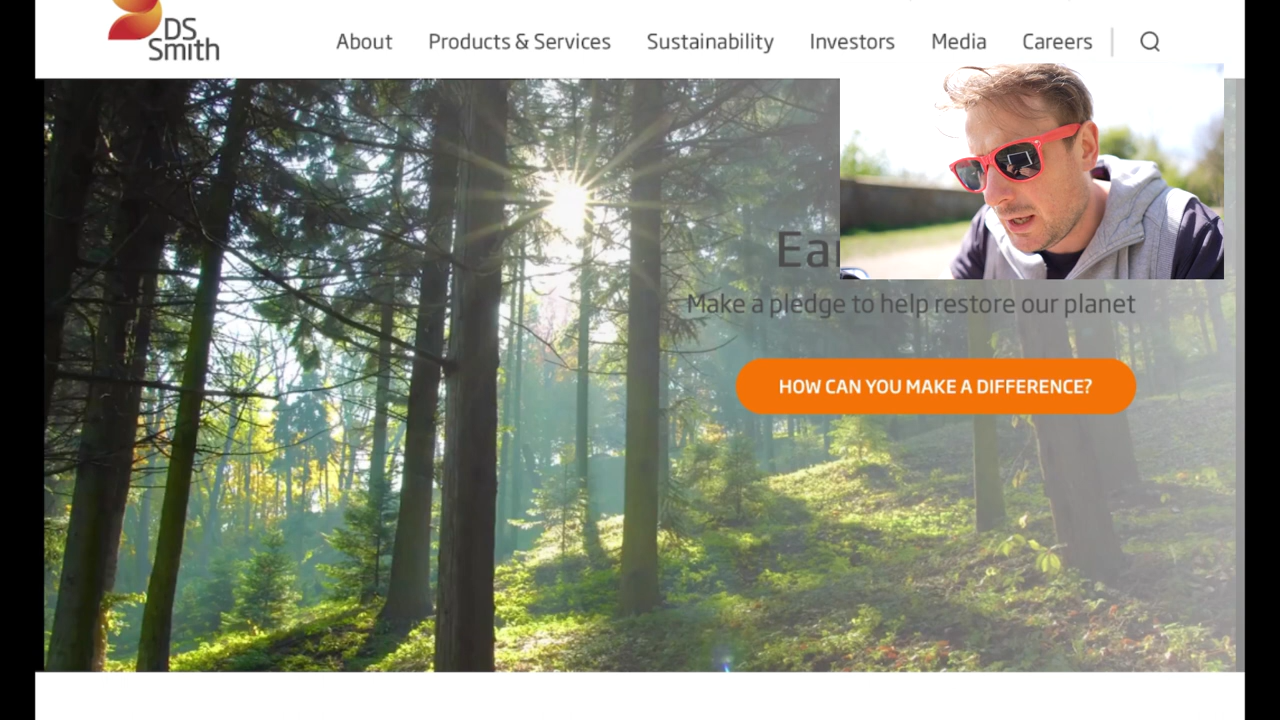 DS
Smith
About Products & Services Sustainability Investors Media Careers
Make a pledge to help restore our planet
HOW CAN YOU MAKE A DIFFERENCE?